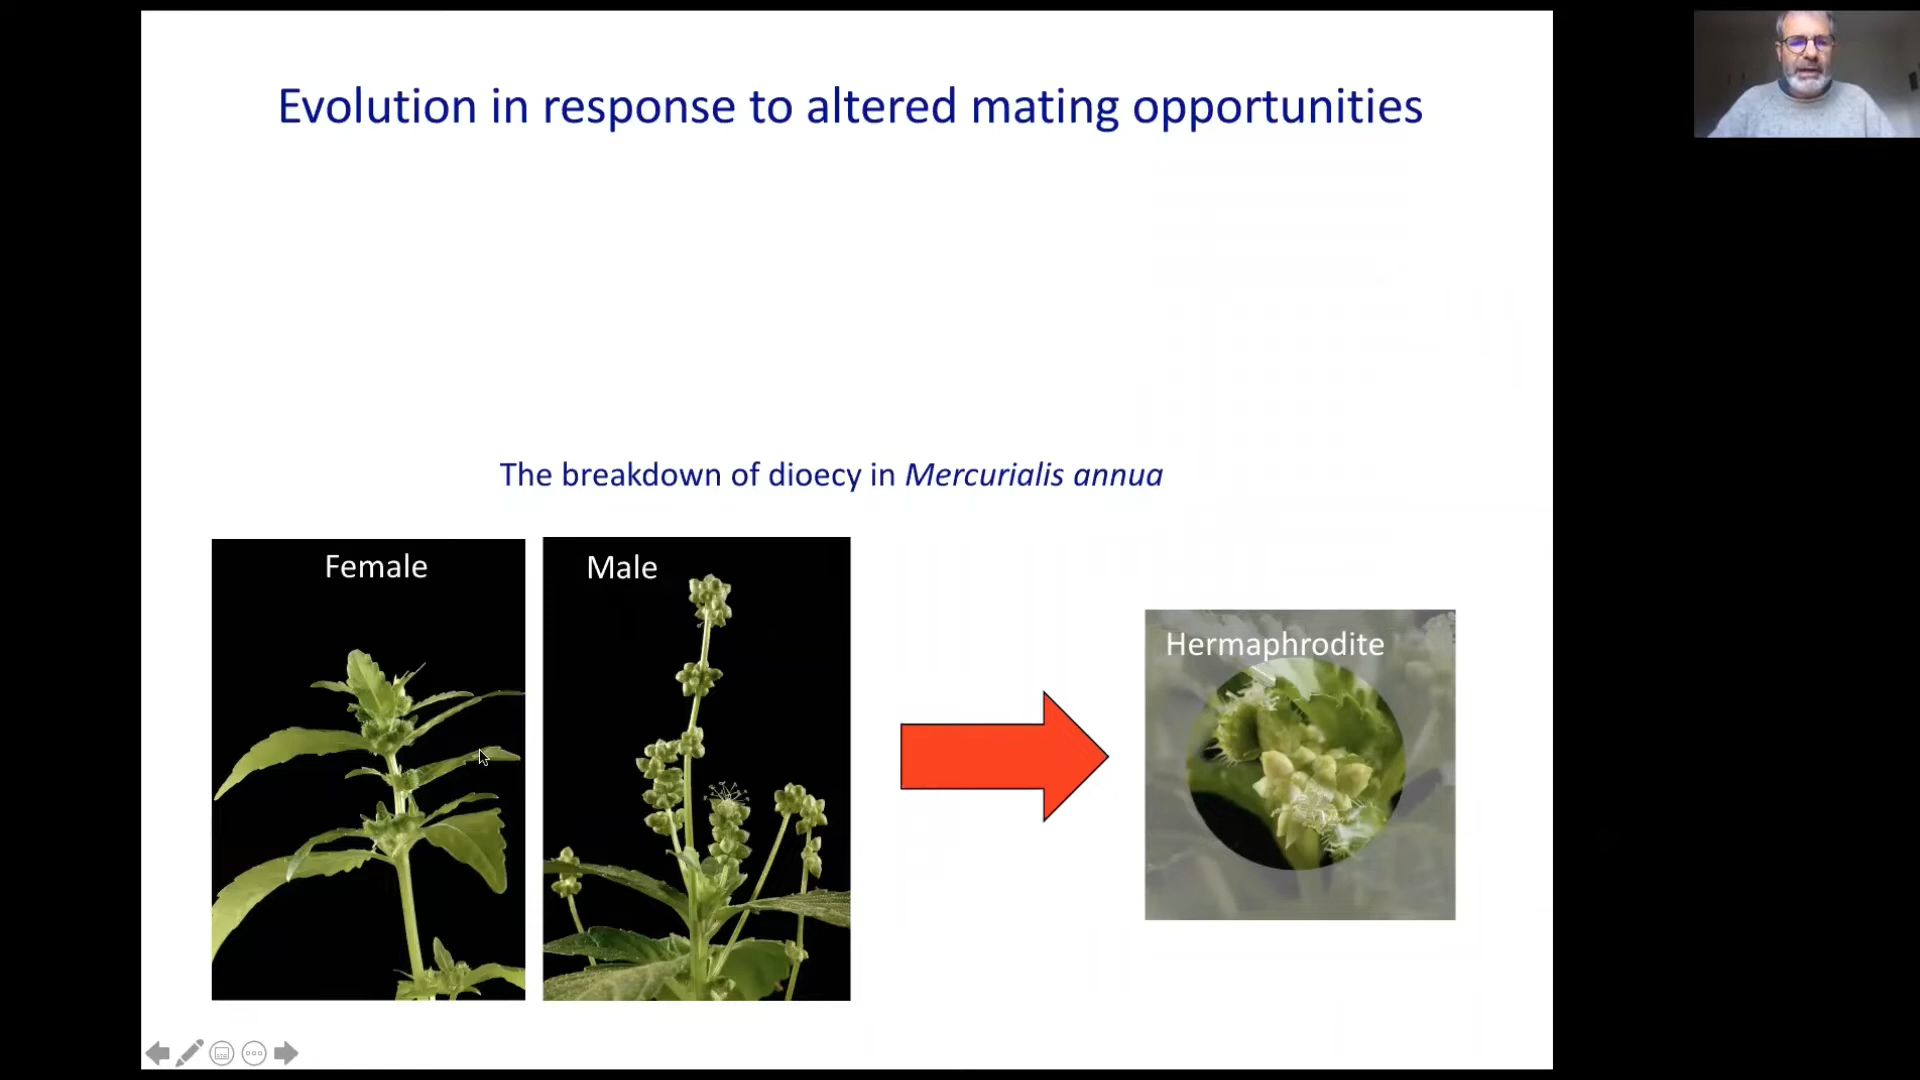 Evolution in response to altered mating opportunities
The breakdown of dioecy in Mercurialis annua
Female
Male
Hermaphrodite